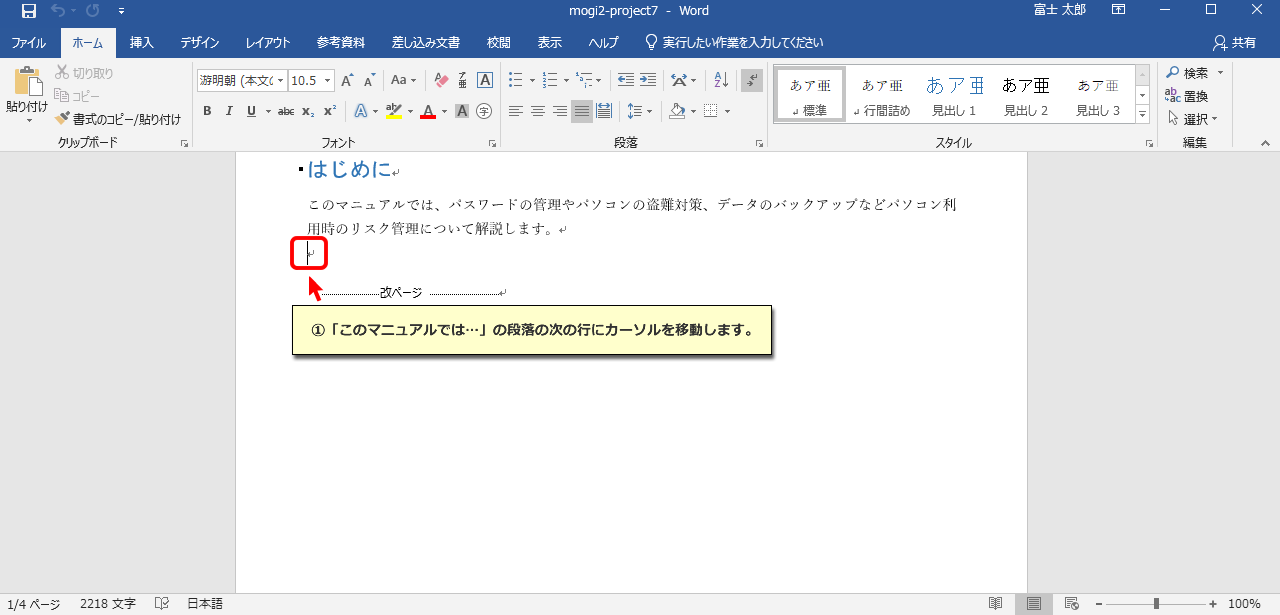 mogi2-project7 - Word
富士 太郎
ファイル ホーム 挿入 デザイン レイアウト 参考資料 差し込み文書 校閲 表示 ヘルプ 実行したい作業を入力してください 共有
貼り付け
切り取り
コピー
書式のコピー/貼り付け
クリップボード
游明朝 (本文の 10.5 A A Aa A 亜 A
B I U abc x₂ x² A ab A A 字
フォント
A Z
段落
あア亜 あア亜 あア亜 あア亜 あア亜
標準 行間詰め 見出し 1 見出し 2 見出し 3
スタイル
検索
置換
選択
編集
はじめに
このマニュアルでは、パスワードの管理やパソコンの盗難対策、データのバックアップなどパソコン利
用時のリスク管理について解説します。
改ページ
①「このマニュアルでは…」の段落の次の行にカーソルを移動します。
1/4 ページ 2218 文字 日本語 100%